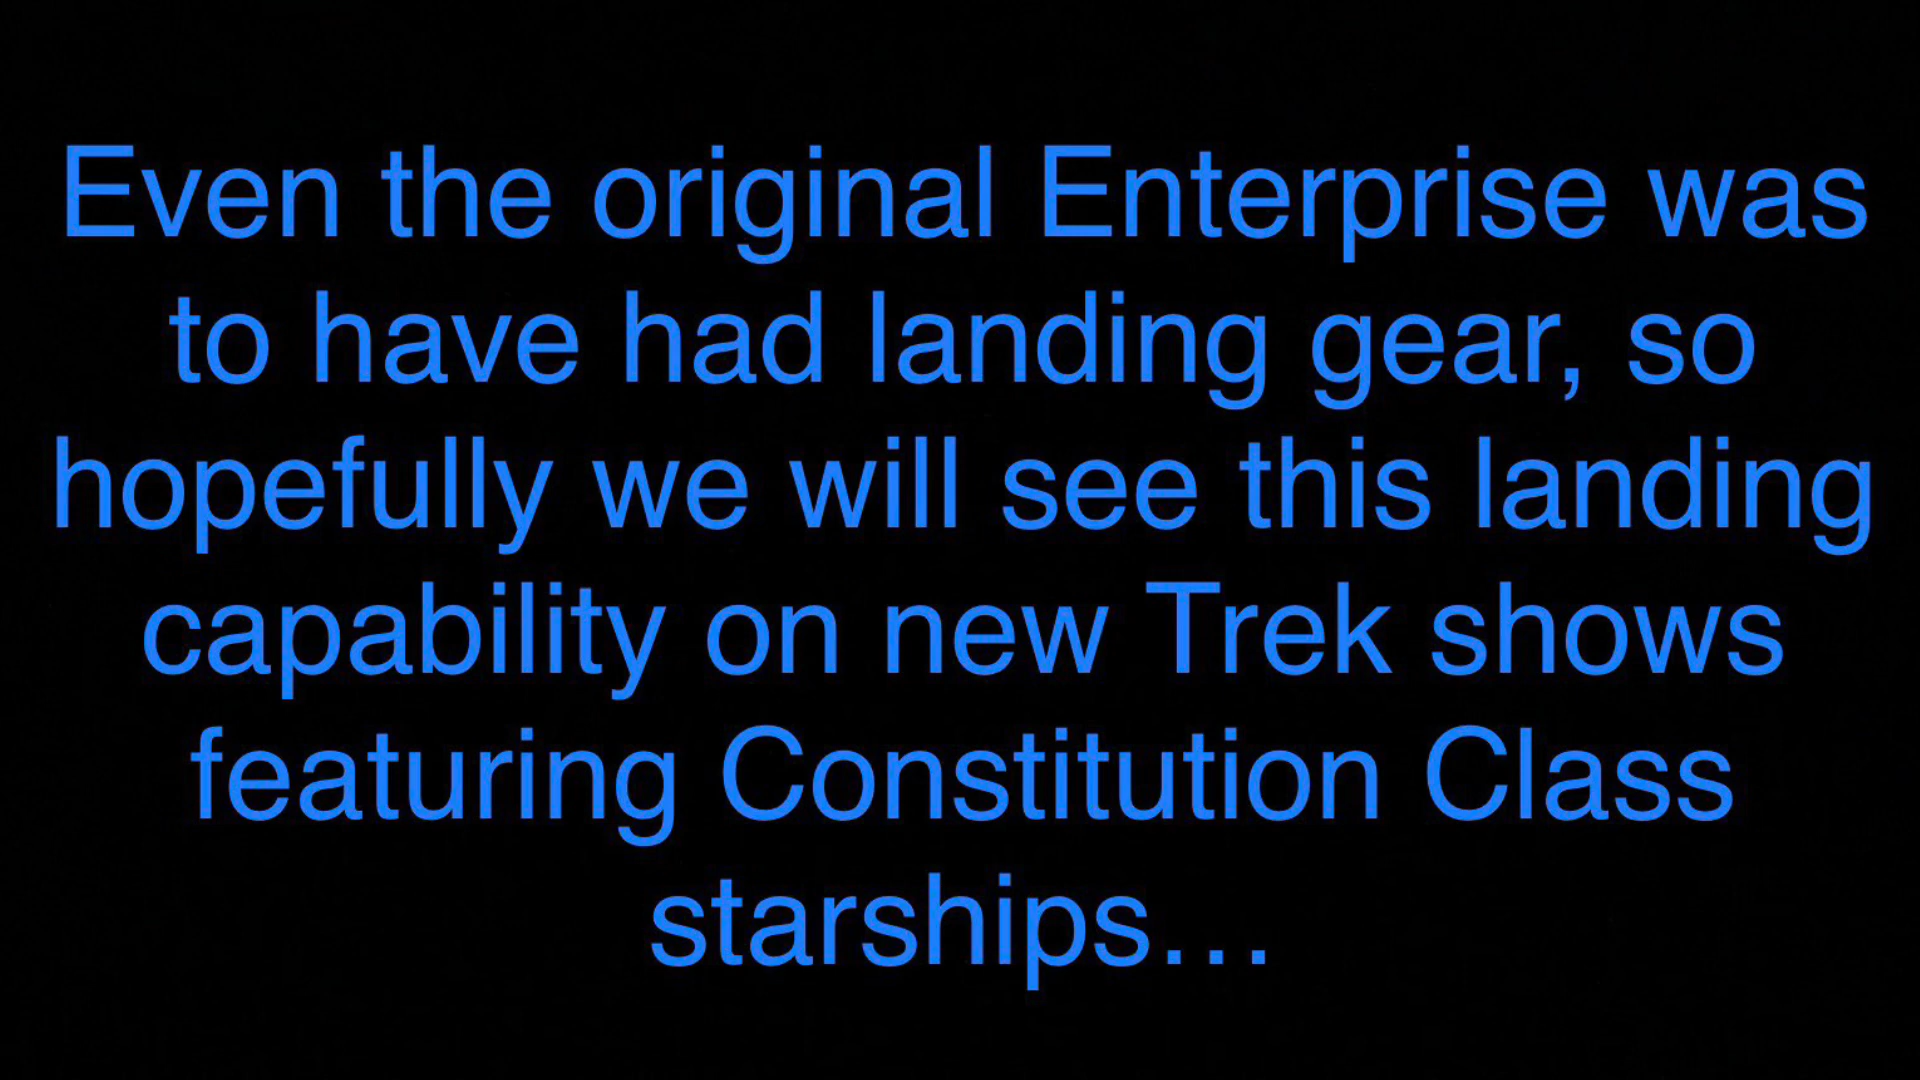 Even the original Enterprise was
to have had landing gear, so
hopefully we will see this landing
capability on new Trek shows
featuring Constitution Class
starships...